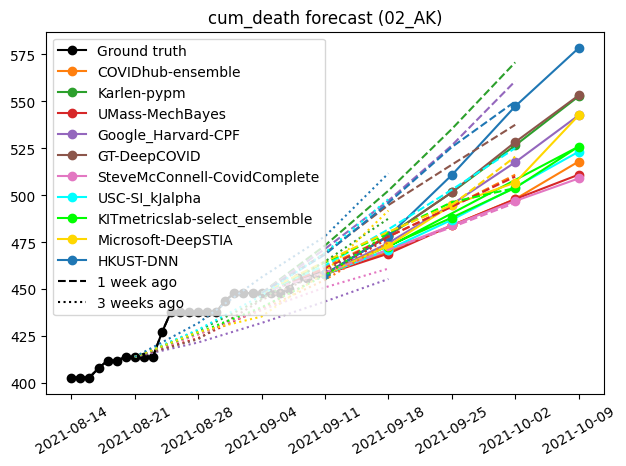 cum_death forecast (02_AK)
575
550
525
500
475
450
425
400
Ground truth
COVIDhub-ensemble
Karlen-pypm
UMass-MechBayes
Google_Harvard-CPF
GT-DeepCOVID
SteveMcConnell-CovidComplete
USC-SI_kJalpha
KITmetricslab-select_ensemble
Microsoft-DeepSTIA
HKUST-DNN
1 week ago
3 weeks ago
2021-08-14
2021-08-21
2021-08-28
2021-09-04
2021-09-11
2021-09-18
2021-09-25
2021-10-02
2021-10-09